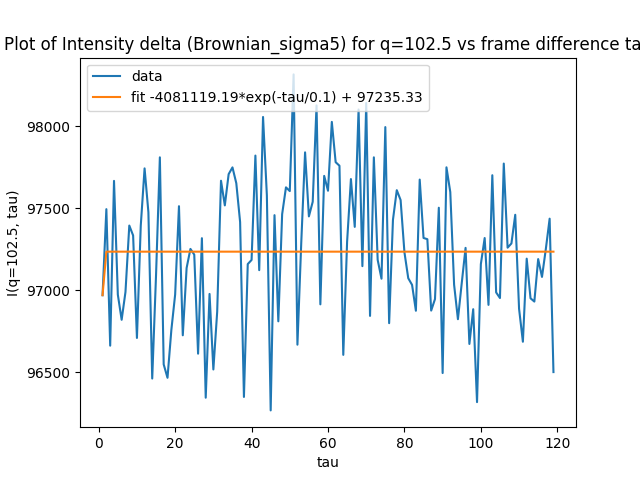 Plot of Intensity delta (Brownian_sigma5) for q=102.5 vs frame difference ta
data
fit -4081119.19*exp(-tau/0.1) + 97235.33
I(q=102.5, tau)
98000
97500
97000
96500
0 20 40 60 80 100 120
tau